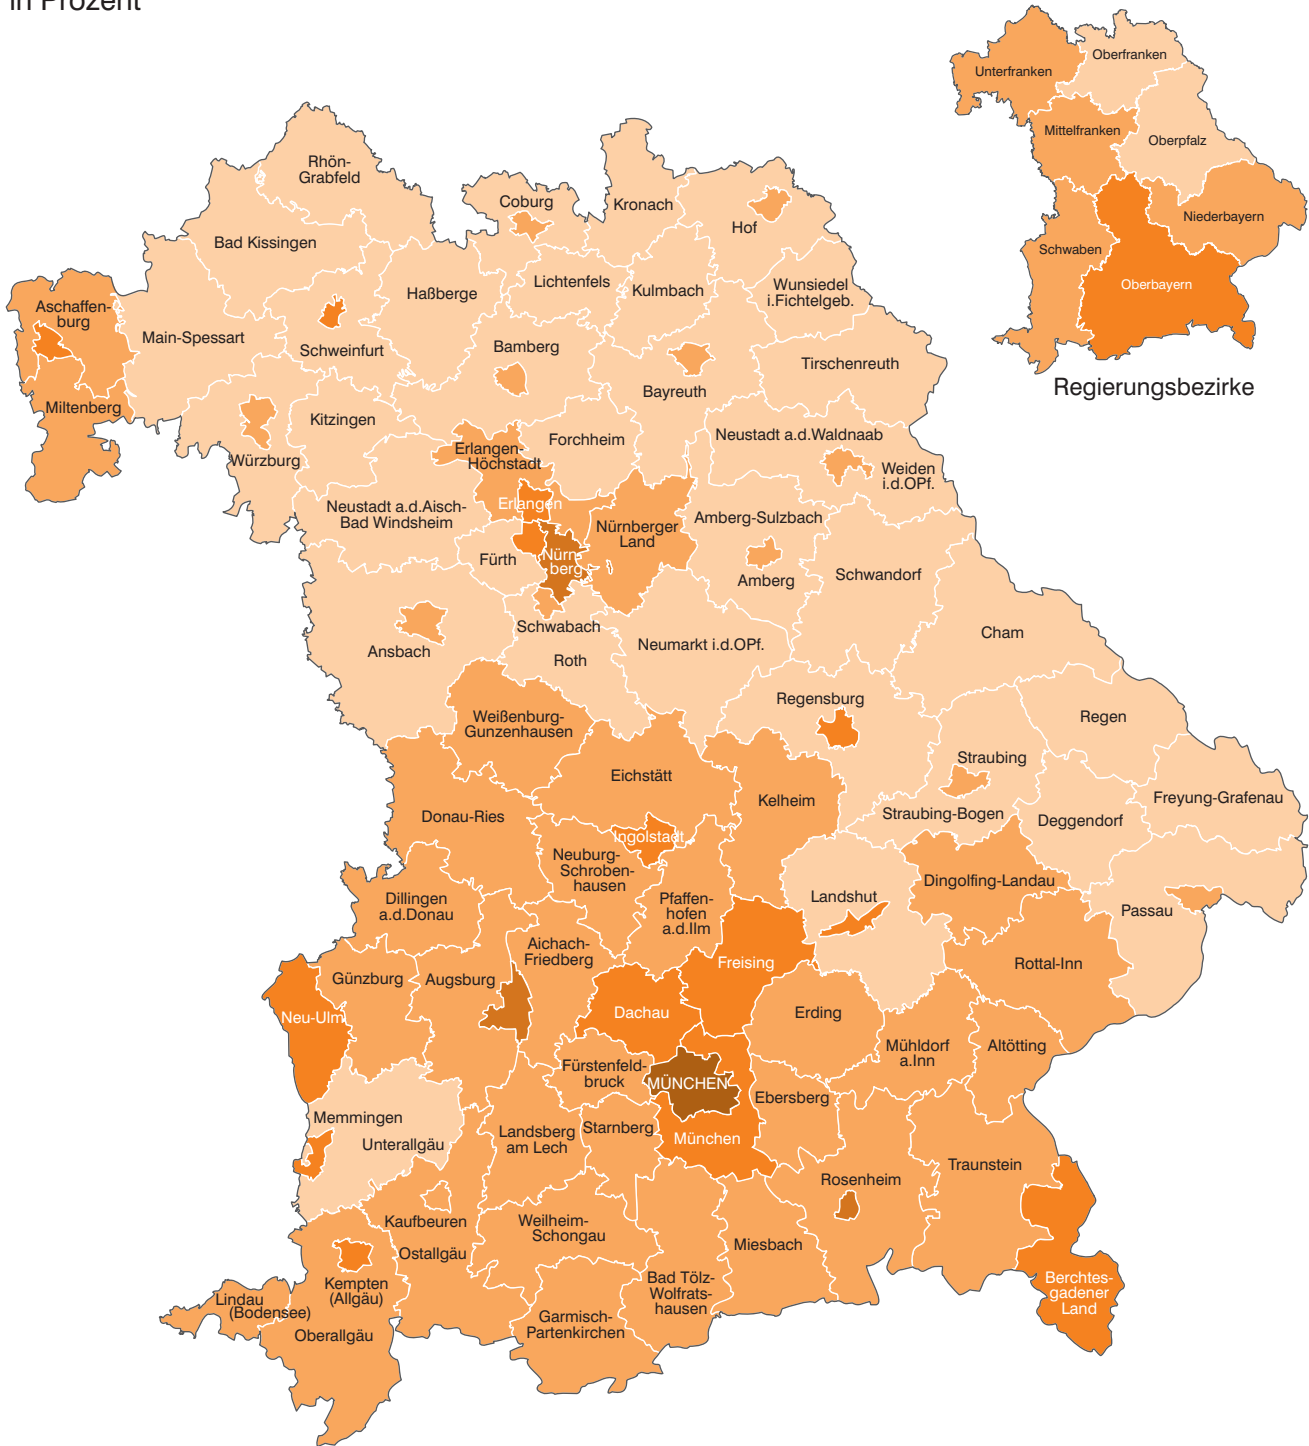 in Prozent
Oberfranken
Unterfranken
Mittelfranken
Oberpfalz
Niederbayern
Schwaben
Oberbayern
Regierungsbezirke
Rhön-
Grabfeld
Coburg
Kronach
Hof
Bad Kissingen
Lichtenfels
Kulmbach
Wunsiedel
i.Fichtelgeb.
Haßberge
Aschaffen-
burg
Main-Spessart
Schweinfurt
Bamberg
Tirschenreuth
Bayreuth
Miltenberg
Kitzingen
Forchheim
Neustadt a.d.Waldnaab
Erlangen-
Höchstadt
Würzburg
Weiden
i.d.OPf.
Erlangen
Neustadt a.d.Aisch-
Bad Windsheim
Nürnberger
Land
Amberg-Sulzbach
Fürth
Nürn-
berg
Amberg
Schwandorf
Schwabach
Cham
Ansbach
Roth
Neumarkt i.d.OPf.
Regensburg
Regen
Weißenburg-
Gunzenhausen
Straubing
Eichstätt
Kelheim
Freyung-Grafenau
Donau-Ries
Straubing-Bogen
Deggendorf
Ingolstadt
Neuburg-
Schroben-
hausen
Dingolfing-Landau
Dillingen
a.d.Donau
Pfaffen-
hofen
a.d.Ilm
Landshut
Passau
Aichach-
Friedberg
Freising
Rottal-Inn
Günzburg
Augsburg
Neu-Ulm
Dachau
Erding
Mühldorf
a.Inn
Altötting
Fürstenfeld-
bruck
MÜNCHEN
Ebersberg
Memmingen
Unterallgäu
Landsberg
am Lech
Starnberg
München
Traunstein
Rosenheim
Kaufbeuren
Weilheim-
Schongau
Miesbach
Ostallgäu
Kempten
(Allgäu)
Bad Tölz-
Wolfrats-
hausen
Berchtes-
gadener
Land
Lindau
(Bodensee)
Oberallgäu
Garmisch-
Partenkirchen